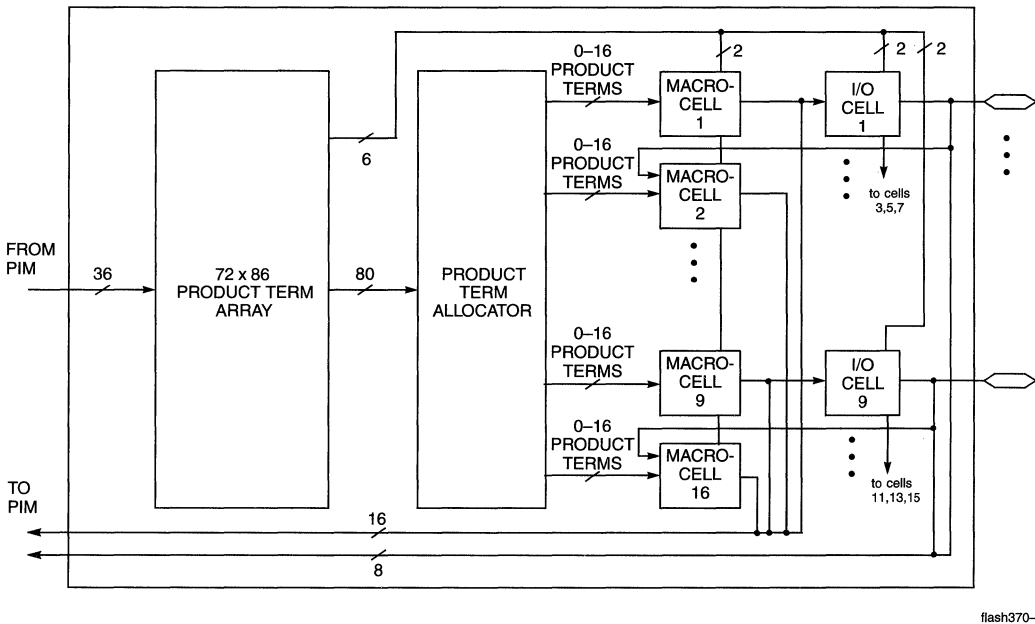 0–16
PRODUCT
TERMS
2
2
2
MACRO-
CELL
1
I/O
CELL
1
6
0–16
PRODUCT
TERMS
MACRO-
CELL
2
to cells
3,5,7
FROM
PIM
36
72 x 86
PRODUCT TERM
ARRAY
80
PRODUCT
TERM
ALLOCATOR
0–16
PRODUCT
TERMS
MACRO-
CELL
9
I/O
CELL
9
0–16
PRODUCT
TERMS
MACRO-
CELL
16
to cells
11,13,15
TO
PIM
16
8
flash370–